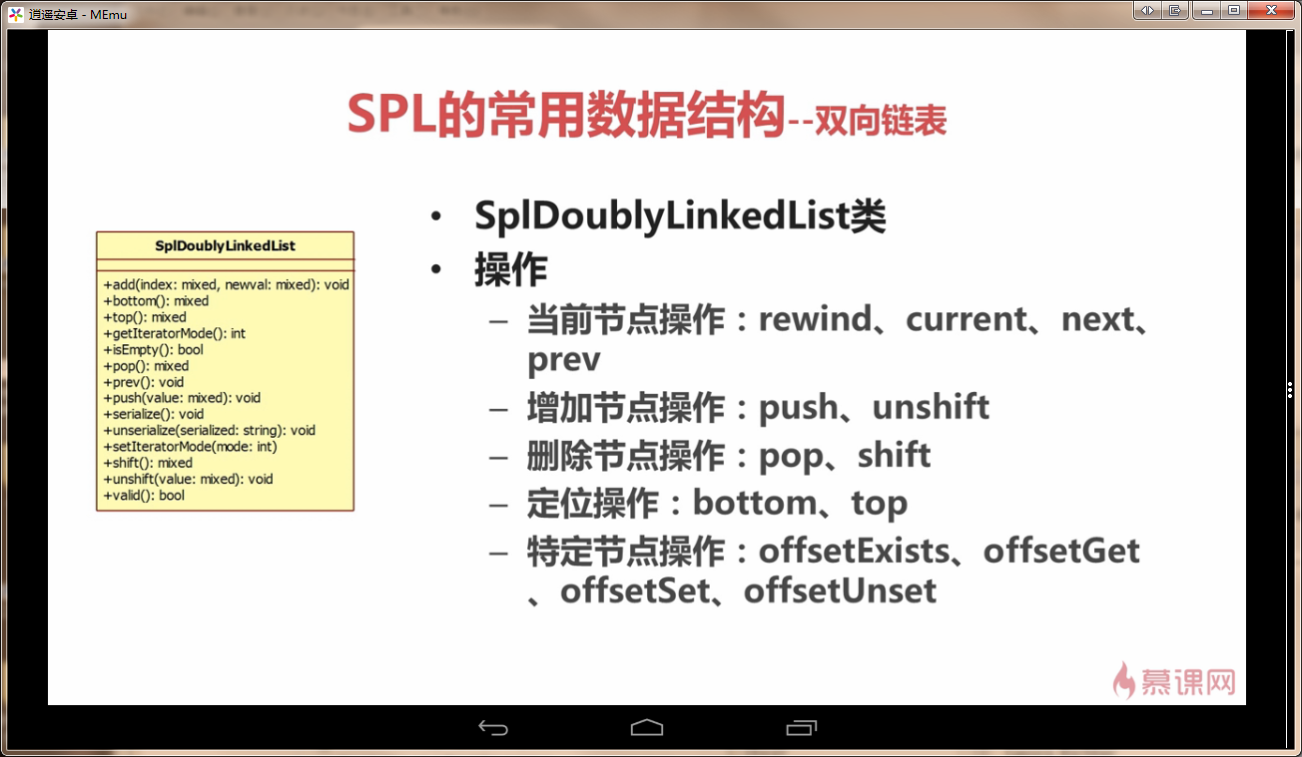 逍遥安卓 - MEmu
SPL的常用数据结构--双向链表
SplDoublyLinkedList
+add(index: mixed, newval: mixed): void
+bottom(): mixed
+top(): mixed
+getIteratorMode(): int
+isEmpty(): bool
+pop(): mixed
+prev(): void
+push(value: mixed): void
+serialize(): void
+unserialize(serialized: string): void
+setIteratorMode(mode: int)
+shift(): mixed
+unshift(value: mixed): void
+valid(): bool
• SplDoublyLinkedList类
• 操作
– 当前节点操作：rewind、current、next、
prev
– 增加节点操作：push、unshift
– 删除节点操作：pop、shift
– 定位操作：bottom、top
– 特定节点操作：offsetExists、offsetGet
、offsetSet、offsetUnset
慕课网